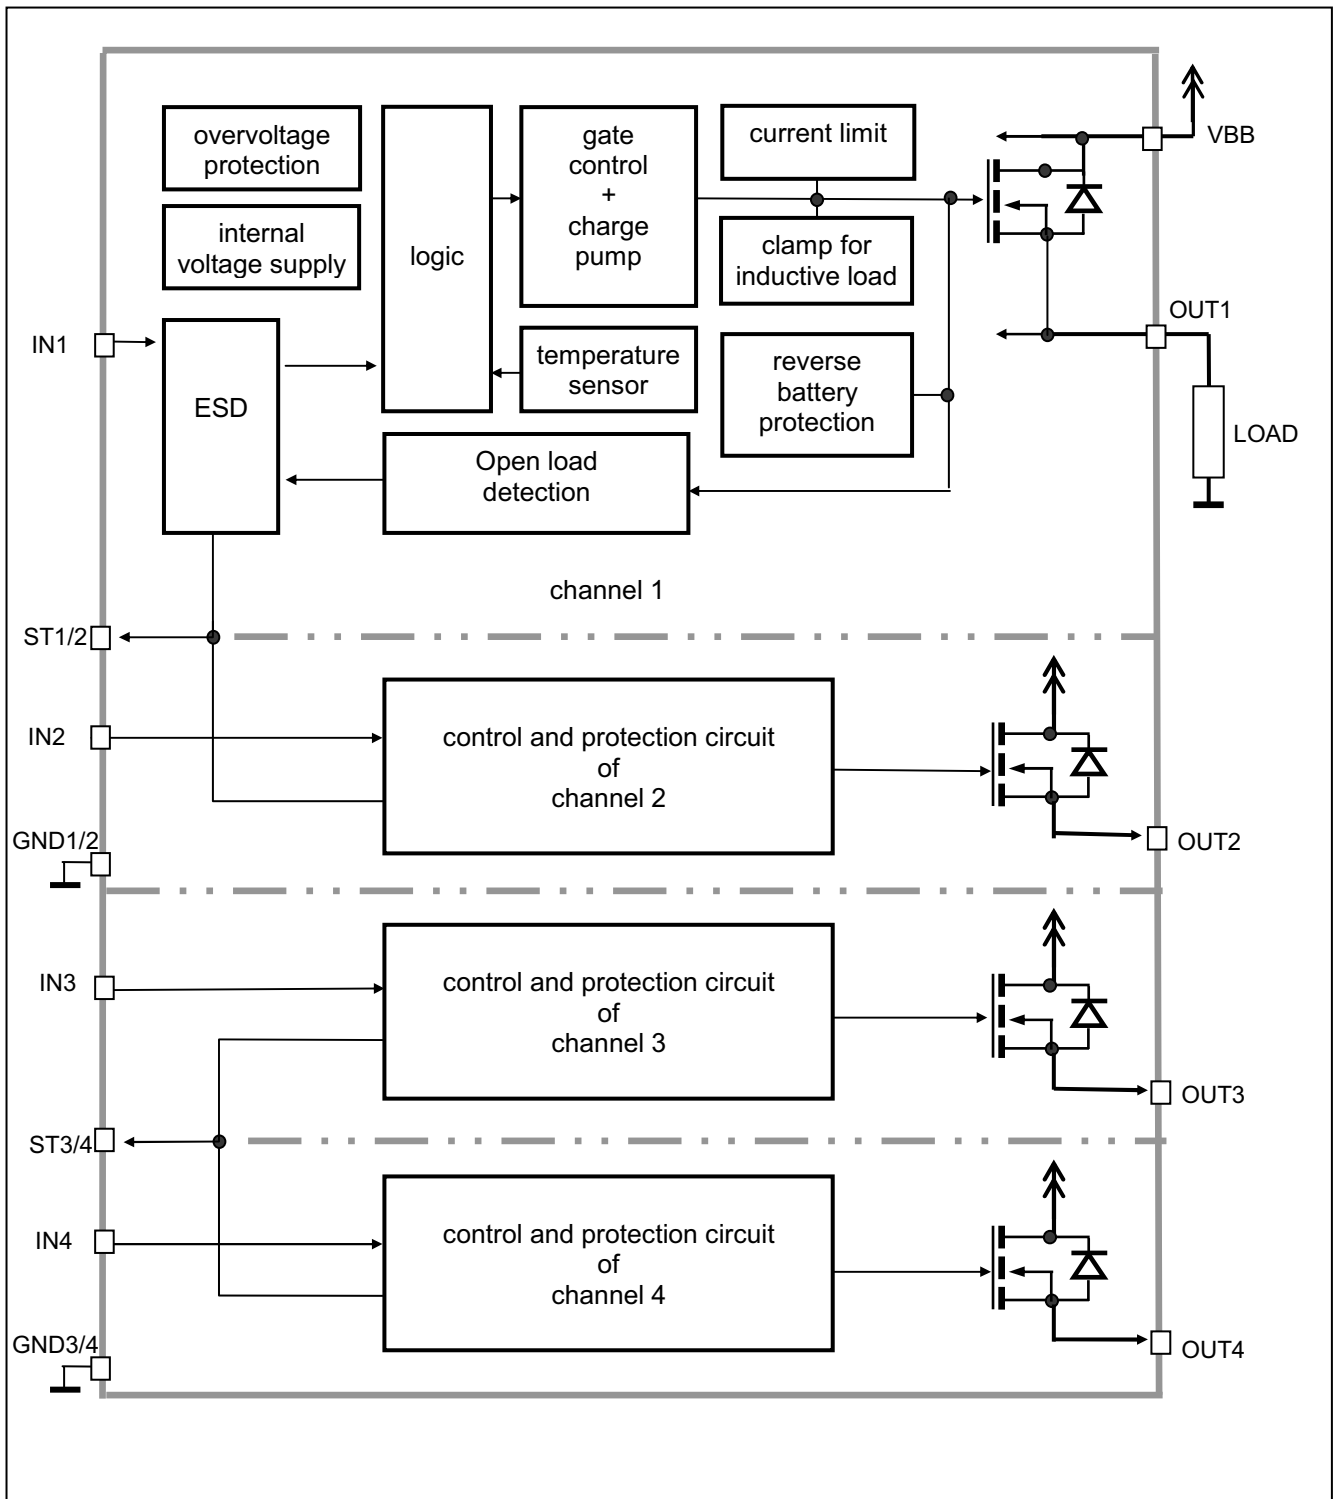 overvoltage
protection
internal
voltage supply
logic
gate
control
+
charge
pump
current limit
clamp for
inductive load
VBB
IN1
ESD
temperature
sensor
reverse
battery
protection
OUT1
LOAD
Open load
detection
channel 1
ST1/2
IN2
control and protection circuit
of
channel 2
GND1/2
OUT2
IN3
control and protection circuit
of
channel 3
OUT3
ST3/4
IN4
control and protection circuit
of
channel 4
GND3/4
OUT4